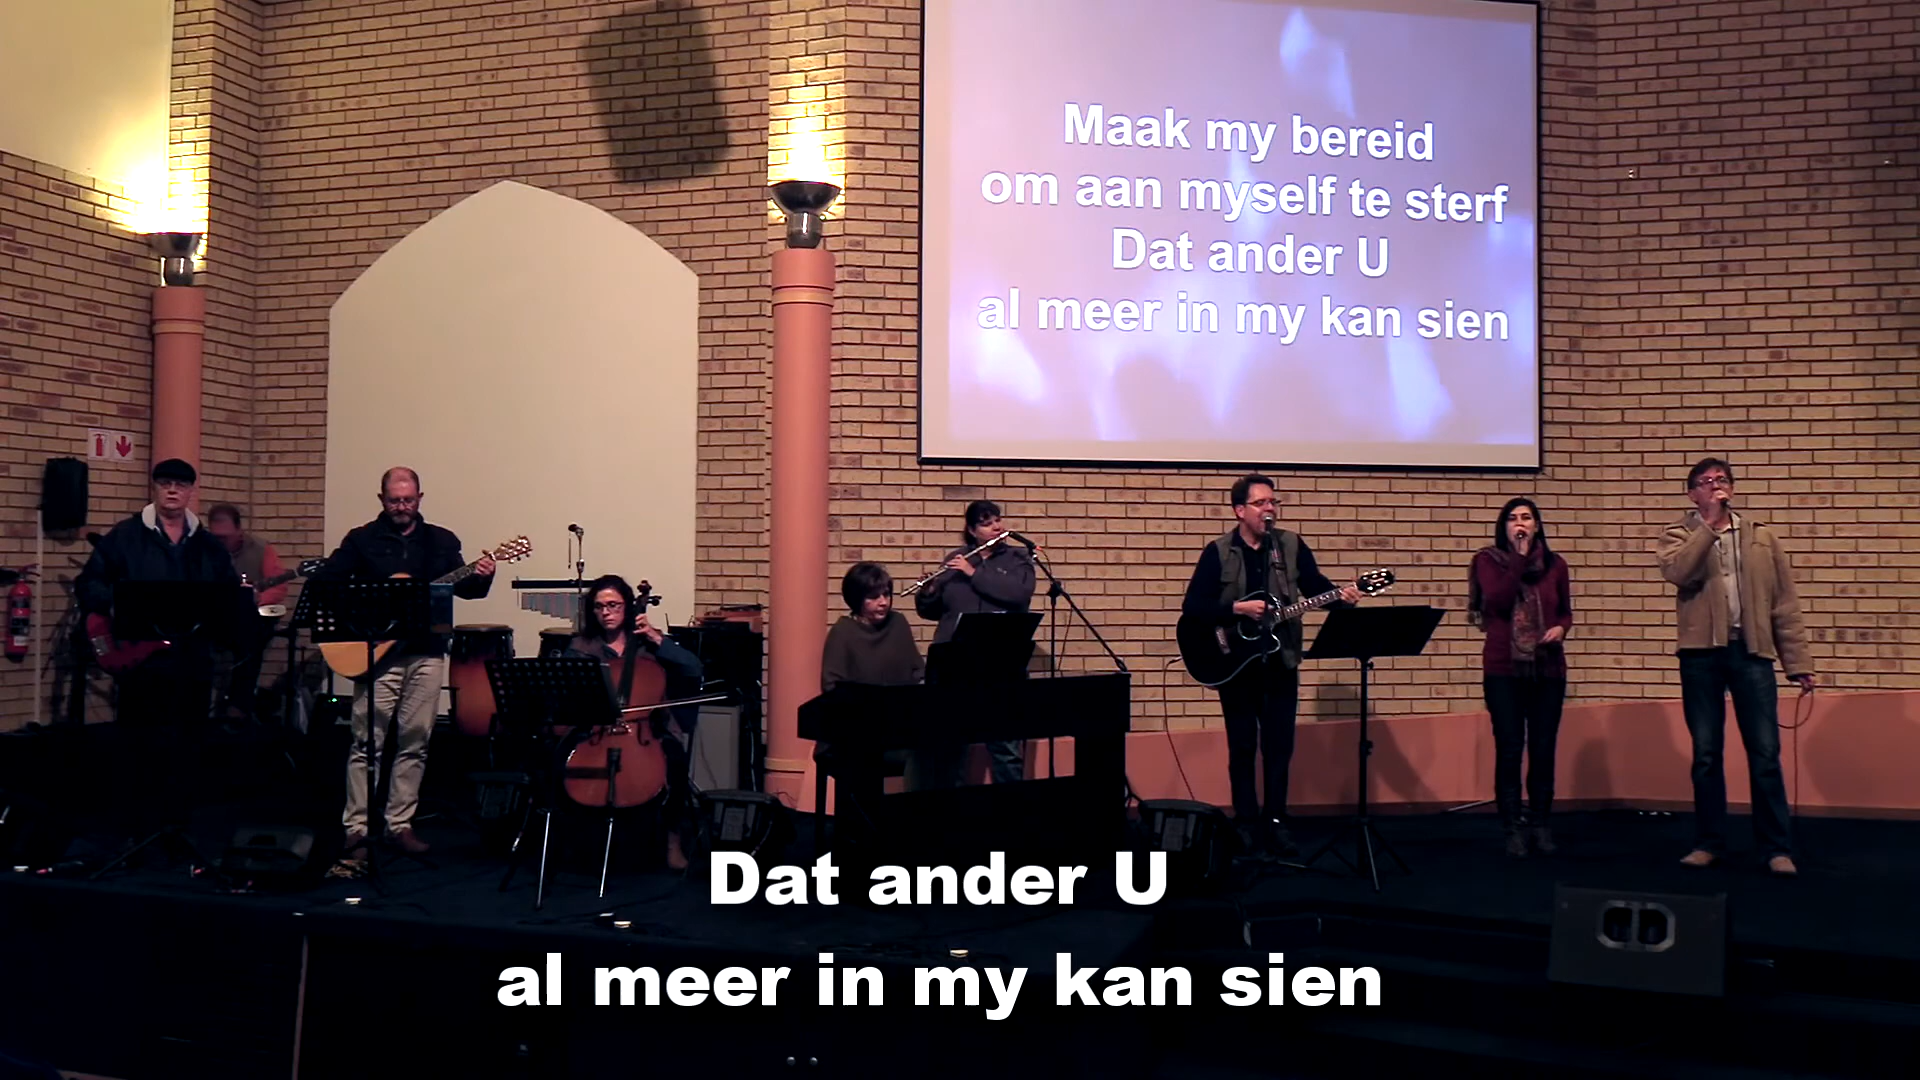 Maak my bereid
om aan myself te sterf
Dat ander U
al meer in my kan sien
Dat ander U
al meer in my kan sien